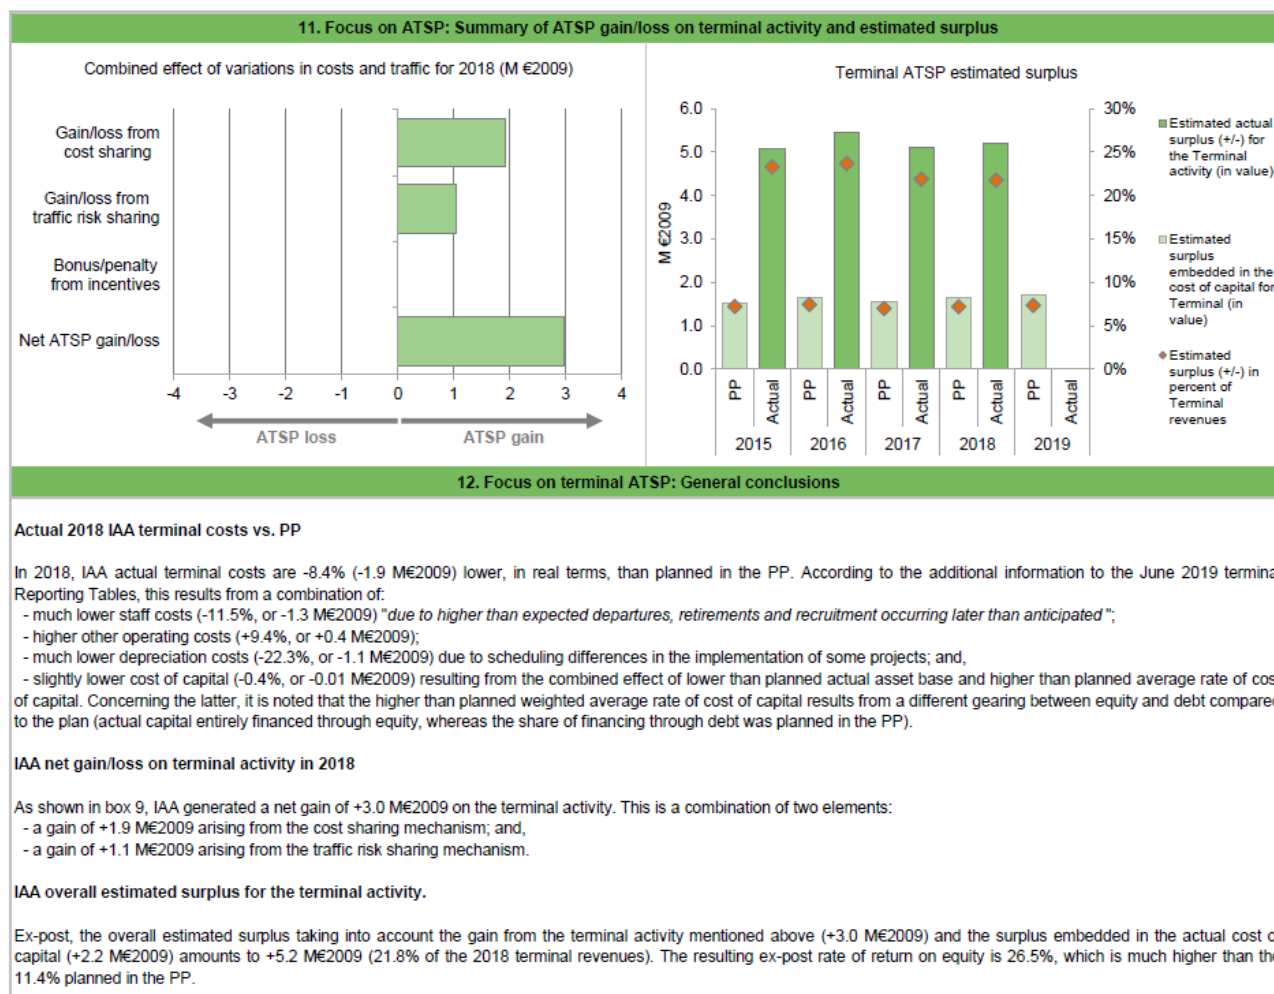 11. Focus on ATSP: Summary of ATSP gain/loss on terminal activity and estimated surplus
Combined effect of variations in costs and traffic for 2018 (M €2009)
Gain/loss from
cost sharing
Gain/loss from
traffic risk sharing
Bonus/penalty
from incentives
Net ATSP gain/loss
-4 -3 -2 -1 0 1 2 3 4
ATSP loss ATSP gain
Terminal ATSP estimated surplus
M €2009
6.0
5.0
4.0
3.0
2.0
1.0
0.0
30%
25%
20%
15%
10%
5%
0%
PP Actual PP Actual PP Actual PP Actual PP Actual
2015 2016 2017 2018 2019
Estimated actual
surplus (+/-) for
the Terminal
activity (in value)
Estimated
surplus
embedded in the
cost of capital for
Terminal (in
value)
Estimated
surplus (+/-) in
percent of
Terminal
revenues
12. Focus on terminal ATSP: General conclusions
Actual 2018 IAA terminal costs vs. PP
In 2018, IAA actual terminal costs are -8.4% (-1.9 M€2009) lower, in real terms, than planned in the PP. According to the additional information to the June 2019 termina
Reporting Tables, this results from a combination of:
- much lower staff costs (-11.5%, or -1.3 M€2009) "due to higher than expected departures, retirements and recruitment occurring later than anticipated ";
- higher other operating costs (+9.4%, or +0.4 M€2009);
- much lower depreciation costs (-22.3%, or -1.1 M€2009) due to scheduling differences in the implementation of some projects; and,
- slightly lower cost of capital (-0.4%, or -0.01 M€2009) resulting from the combined effect of lower than planned actual asset base and higher than planned average rate of cos
of capital. Concerning the latter, it is noted that the higher than planned weighted average rate of cost of capital results from a different gearing between equity and debt compared
to the plan (actual capital entirely financed through equity, whereas the share of financing through debt was planned in the PP).
IAA net gain/loss on terminal activity in 2018
As shown in box 9, IAA generated a net gain of +3.0 M€2009 on the terminal activity. This is a combination of two elements:
- a gain of +1.9 M€2009 arising from the cost sharing mechanism; and,
- a gain of +1.1 M€2009 arising from the traffic risk sharing mechanism.
IAA overall estimated surplus for the terminal activity.
Ex-post, the overall estimated surplus taking into account the gain from the terminal activity mentioned above (+3.0 M€2009) and the surplus embedded in the actual cost o
capital (+2.2 M€2009) amounts to +5.2 M€2009 (21.8% of the 2018 terminal revenues). The resulting ex-post rate of return on equity is 26.5%, which is much higher than the
11.4% planned in the PP.